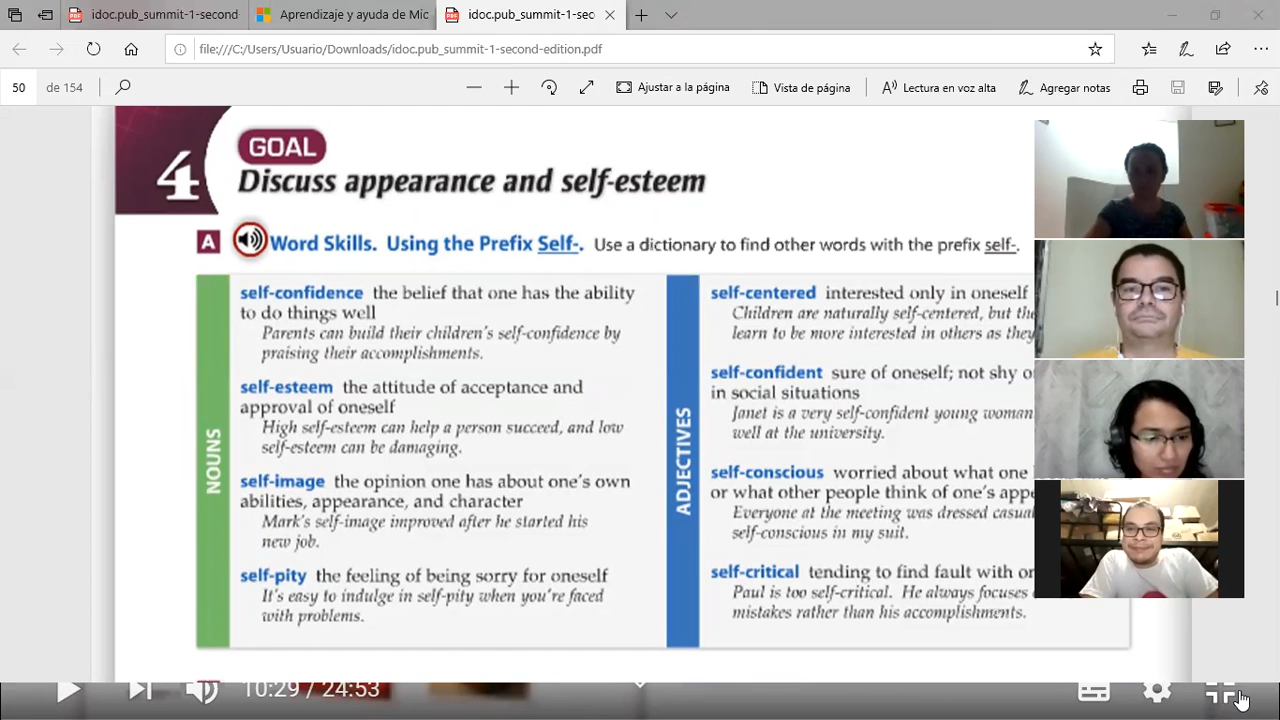 idoc.pub_summit-1-second
Aprendizaje y ayuda de Mic
idoc.pub_summit-1-sec
file:///C:/Users/Usuario/Downloads/idoc.pub_summit-1-second-edition.pdf
50 de 154
Ajustar a la página
Vista de página
Lectura en voz alta
Agregar notas
4
GOAL
Discuss appearance and self-esteem
A Word Skills. Using the Prefix Self-. Use a dictionary to find other words with the prefix self-.
NOUNS
self-confidence the belief that one has the ability
to do things well
Parents can build their children's self-confidence by
praising their accomplishments.
self-esteem the attitude of acceptance and
approval of oneself
High self-esteem can help a person succeed, and low
self-esteem can be damaging.
self-image the opinion one has about one's own
abilities, appearance, and character
Mark's self-image improved after he started his
new job.
self-pity the feeling of being sorry for oneself
It's easy to indulge in self-pity when you're faced
with problems.
ADJECTIVES
self-centered interested only in oneself
Children are naturally self-centered, but the
learn to be more interested in others as they
self-confident sure of oneself; not shy o
in social situations
Janet is a very self-confident young woman
well at the university.
self-conscious worried about what one
or what other people think of one's appe
Everyone at the meeting was dressed casua
self-conscious in my suit.
self-critical tending to find fault with or
Paul is too self-critical. He always focuses
mistakes rather than his accomplishments.
10:29 / 24:53